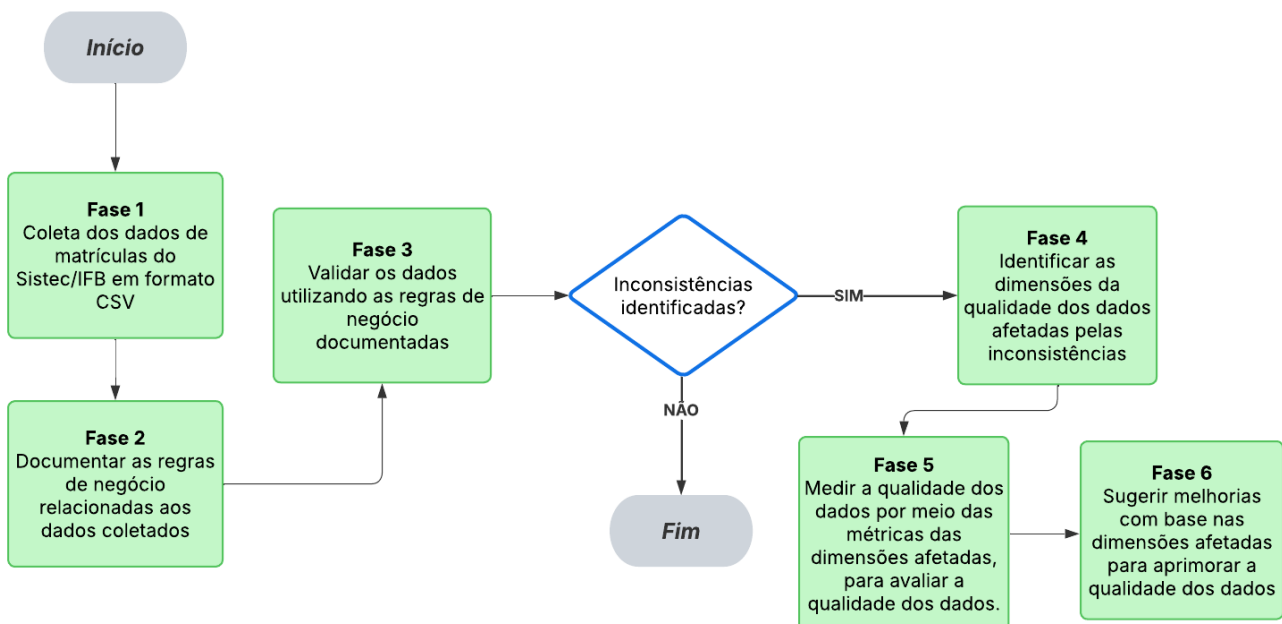 Início
Fase 1
Coleta dos dados de
matrículas do
Sistec/IFB em formato
CSV
Fase 2
Documentar as regras
de negócio
relacionadas aos
dados coletados
Fase 3
Validar os dados
utilizando as regras de
negócio
documentadas
Inconsistências
identificadas?
SIM
NÃO
Fim
Fase 4
Identificar as
dimensões da
qualidade dos dados
afetadas pelas
inconsistências
Fase 5
Medir a qualidade dos
dados por meio das
métricas das
dimensões afetadas,
para avaliar a
qualidade dos dados.
Fase 6
Sugerir melhorias
com base nas
dimensões afetadas
para aprimorar a
qualidade dos dados